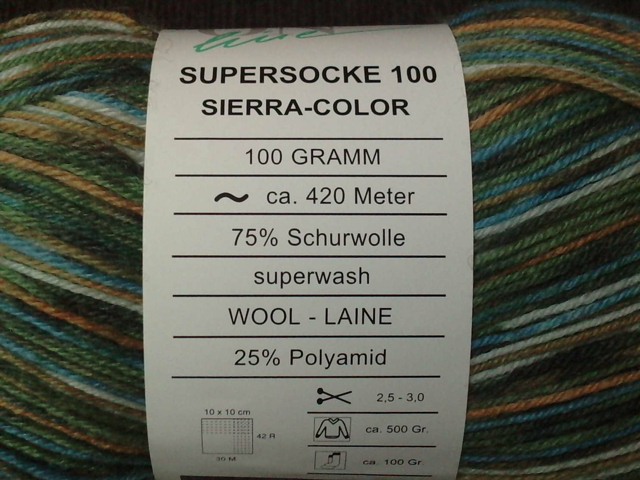 line
SUPERSOCKE 100
SIERRA-COLOR
100 GRAMM
ca. 420 Meter
75% Schurwolle
superwash
WOOL - LAINE
25% Polyamid
2,5 - 3,0
10 x 10 cm
42 R
30 M
ca. 500 Gr.
ca. 100 Gr.